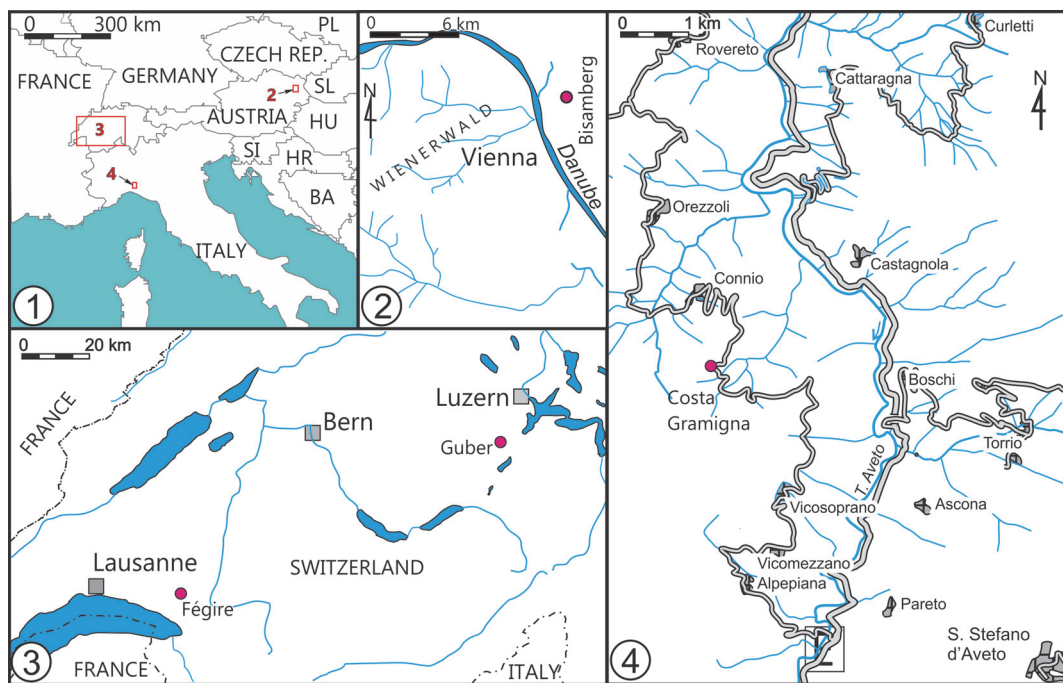 0 300 km
PL
CZECH REP.
FRANCE
GERMANY
2
SL
AUSTRIA
HU
3
SI
HR
4
BA
ITALY
1
0 6 km
N
Bisamberg
WIENERWALD
Vienna
Danube
2
0 20 km
FRANCE
Luzern
Bern
Guber
Lausanne
SWITZERLAND
Fégire
FRANCE
ITALY
3
0 1 km
Curletti
Rovereto
Cattaragna
N
Orezzoli
Castagnola
Connio
Boschi
Costa
Gramigna
Torrio
T. Aveto
Vicosoprano
Ascona
Vicomezzano
Alpepiana
Pareto
S. Stefano
d'Aveto
L
4